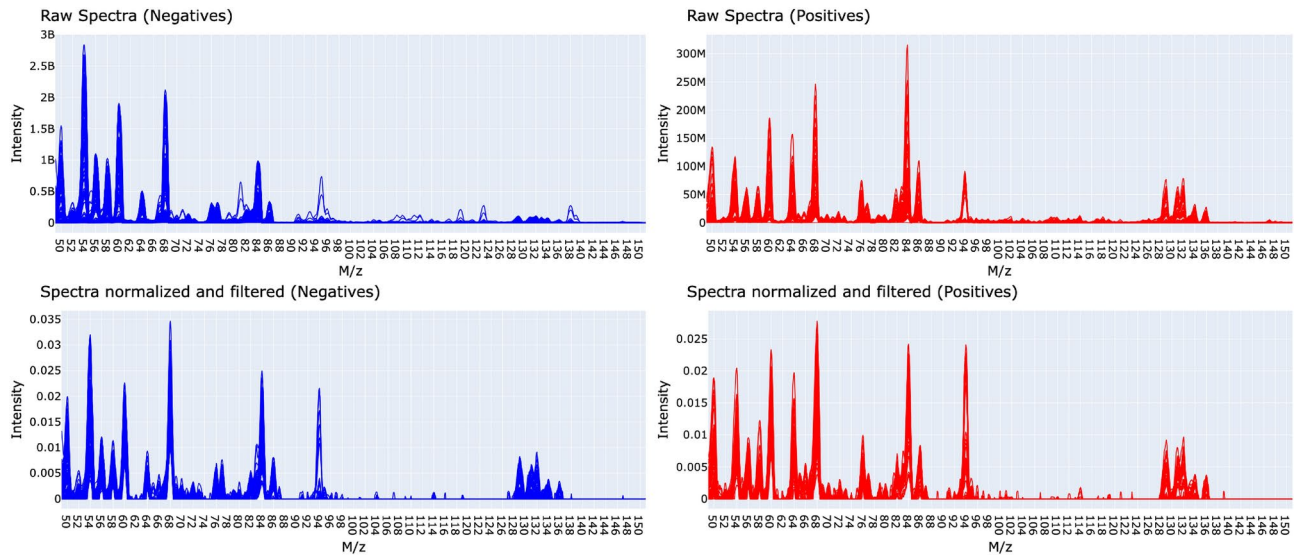 Raw Spectra (Negatives)
3B
2.5B
2B
1.5B
1B
0.5B
0
Intensity
50 52 54 56 58 60 62 64 66 68 70 72 74 76 78 80 82 84 86 88 90 92 94 96 98 100 102 104 106 108 110 112 114 116 118 120 122 124 126 128 130 132 134 136 138 140 142 144 146 148 150
M/z
Raw Spectra (Positives)
300M
250M
200M
150M
100M
50M
0
Intensity
50 52 54 56 58 60 62 64 66 68 70 72 74 76 78 80 82 84 86 88 90 92 94 96 98 100 102 104 106 108 110 112 114 116 118 120 122 124 126 128 130 132 134 136 138 140 142 144 146 148 150
M/z
Spectra normalized and filtered (Negatives)
0.035
0.03
0.025
0.02
0.015
0.01
0.005
0
Intensity
50 52 54 56 58 60 62 64 66 68 70 72 74 76 78 80 82 84 86 88 90 92 94 96 98 100 102 104 106 108 110 112 114 116 118 120 122 124 126 128 130 132 134 136 138 140 142 144 146 148 150
M/z
Spectra normalized and filtered (Positives)
0.025
0.02
0.015
0.01
0.005
0
Intensity
50 52 54 56 58 60 62 64 66 68 70 72 74 76 78 80 82 84 86 88 90 92 94 96 98 100 102 104 106 108 110 112 114 116 118 120 122 124 126 128 130 132 134 136 138 140 142 144 146 148 150
M/z